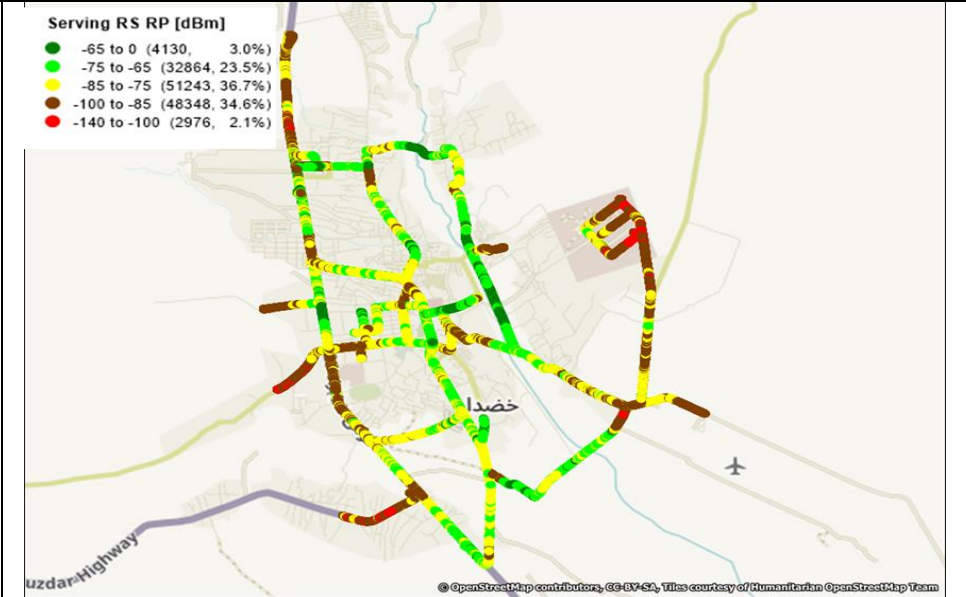 Serving RS RP [dBm]
-65 to 0 (4130, 3.0%)
-75 to -65 (32864, 23.5%)
-85 to -75 (51243, 36.7%)
-100 to -85 (48348, 34.6%)
-140 to -100 (2976, 2.1%)
خضدا
uzdar Highway
© OpenStreetMap contributors, CC-BY-SA, Tiles courtesy of Humanitarian OpenStreetMap Team